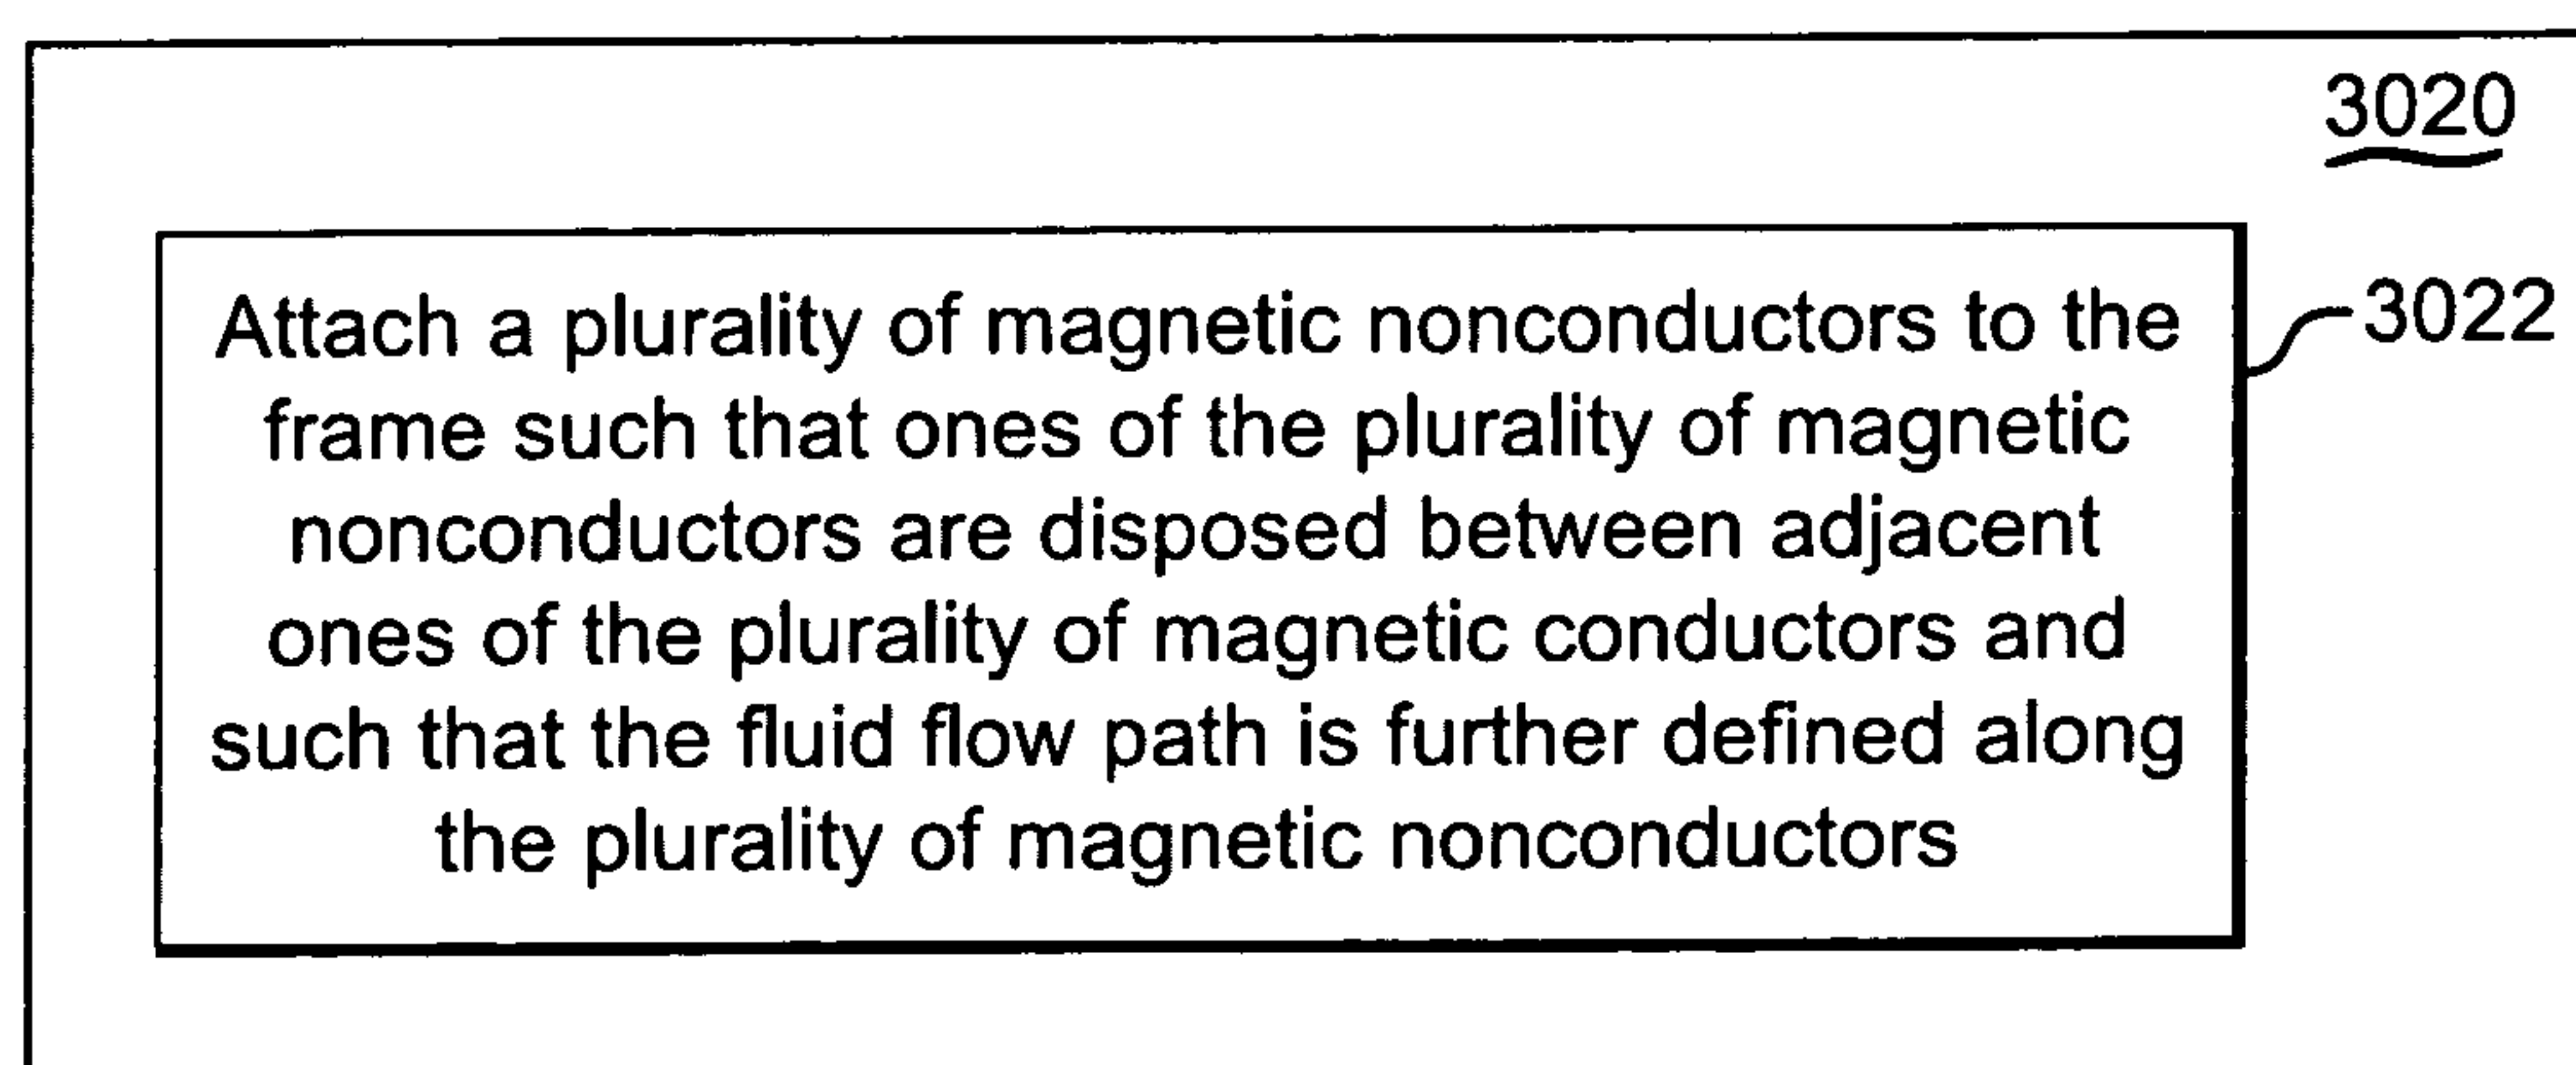 3020
Attach a plurality of magnetic nonconductors to the
frame such that ones of the plurality of magnetic
nonconductors are disposed between adjacent
ones of the plurality of magnetic conductors and
such that the fluid flow path is further defined along
the plurality of magnetic nonconductors
3022